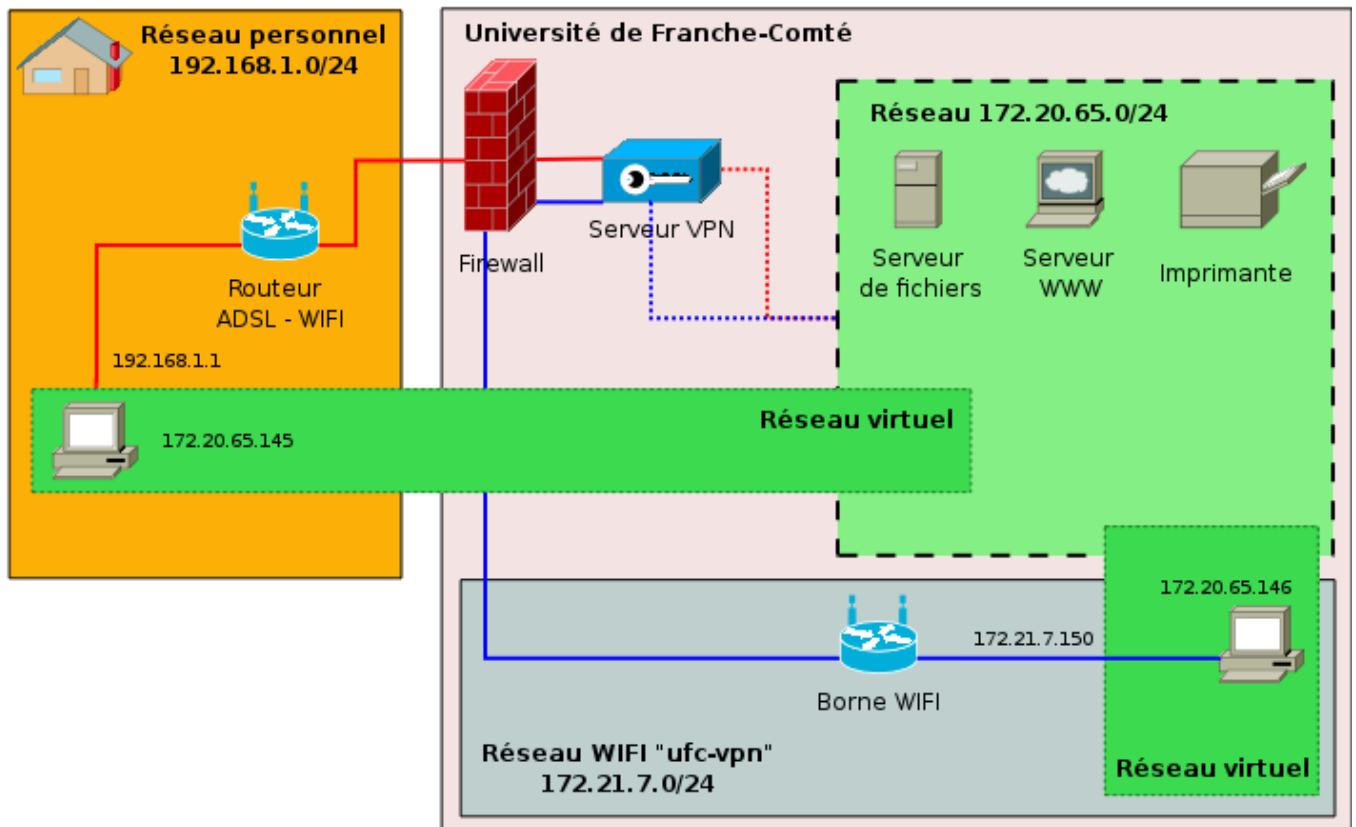 Réseau personnel
192.168.1.0/24
Routeur
ADSL - WIFI
192.168.1.1
172.20.65.145
Université de Franche-Comté
Firewall
Serveur VPN
Réseau 172.20.65.0/24
Serveur
de fichiers
Serveur
WWW
Imprimante
Réseau virtuel
172.20.65.146
172.21.7.150
Borne WIFI
Réseau WIFI "ufc-vpn"
172.21.7.0/24
Réseau virtuel